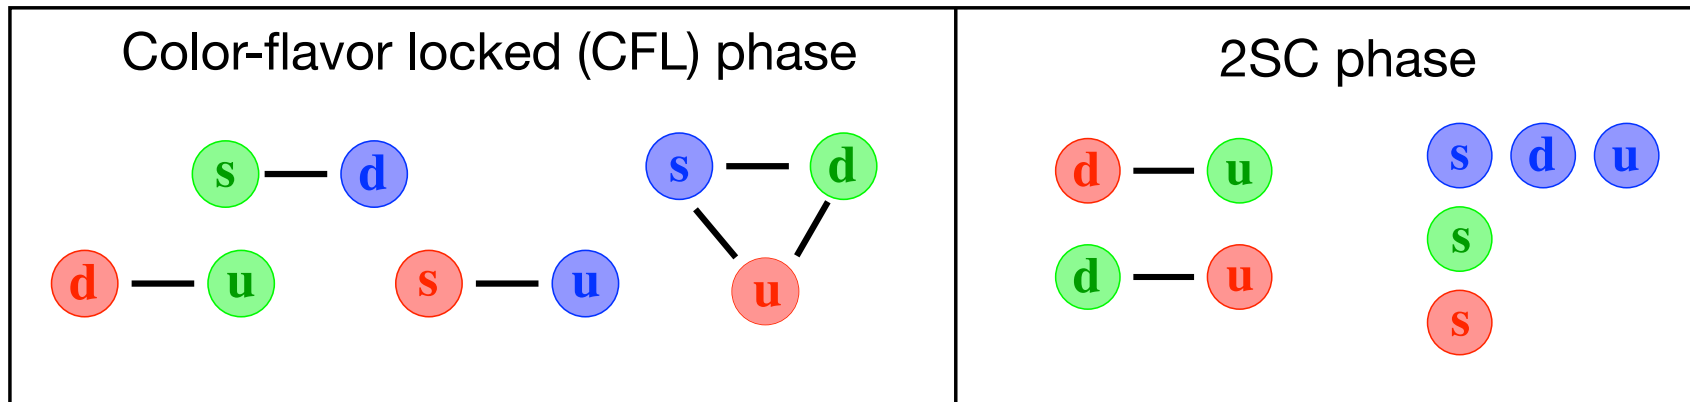 Color-flavor locked (CFL) phase
s d
s d
d u
s u
u
2SC phase
s d u
d u
s
d u
s